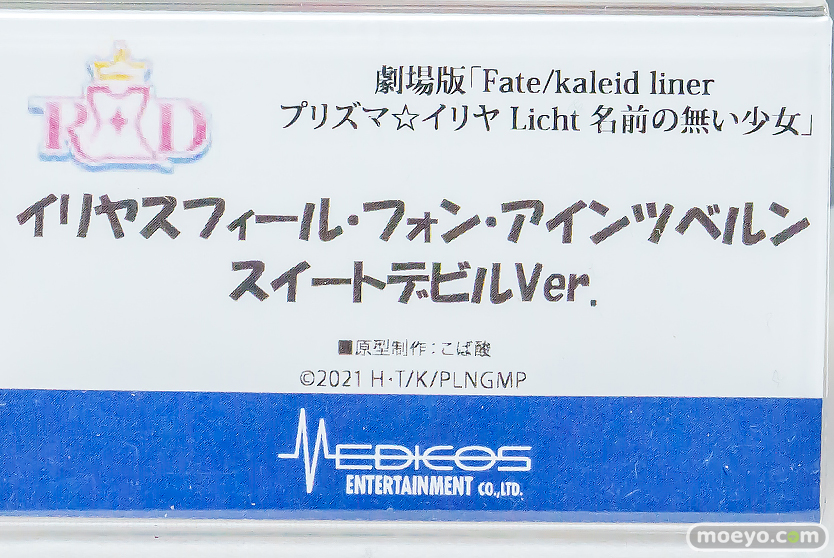 R D
劇場版「Fate/kaleid liner
プリズマ☆イリヤ Licht 名前の無い少女」
イリヤスフィール・フォン・アインツベルン
スイートデビルVer.
■原型制作：こば酸
©2021 H・T/K/PLNGMP
MEDICOS
ENTERTAINMENT CO.,LTD.
moeyo.com